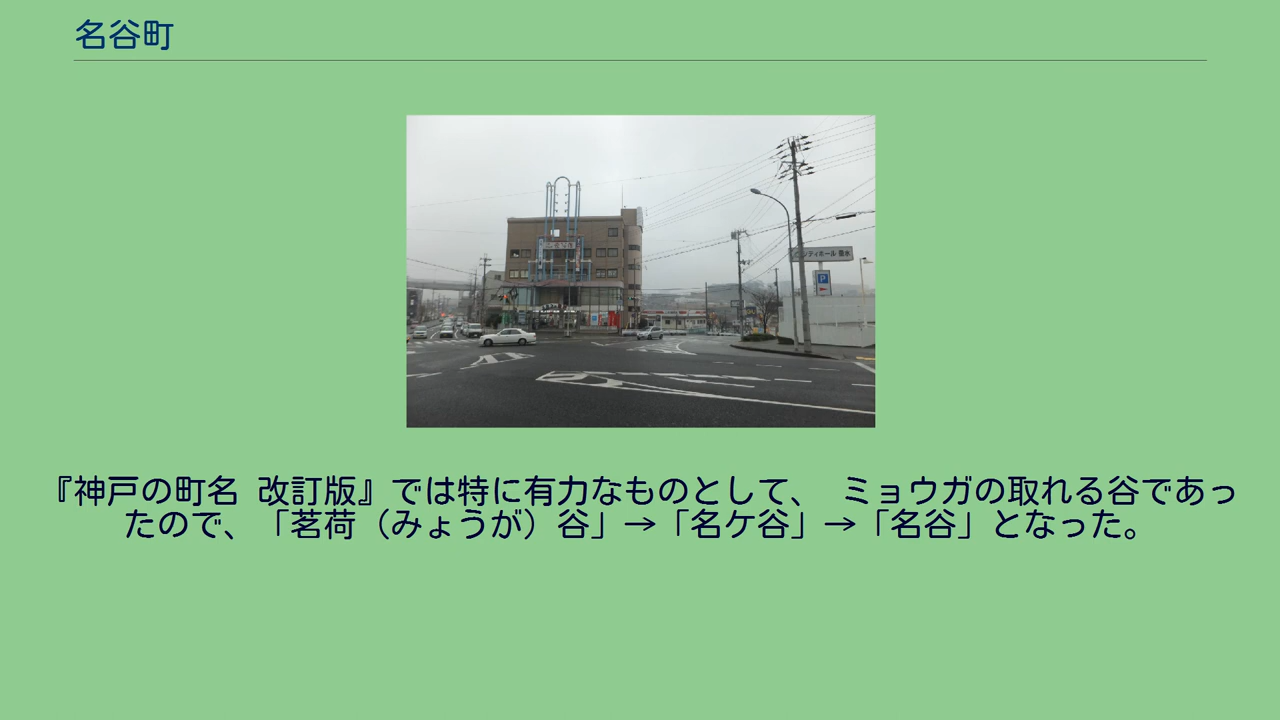 名谷町
P
『神戸の町名 改訂版』では特に有力なものとして、 ミョウガの取れる谷であっ
たので、「茗荷（みょうが）谷」→「名ケ谷」→「名谷」となった。